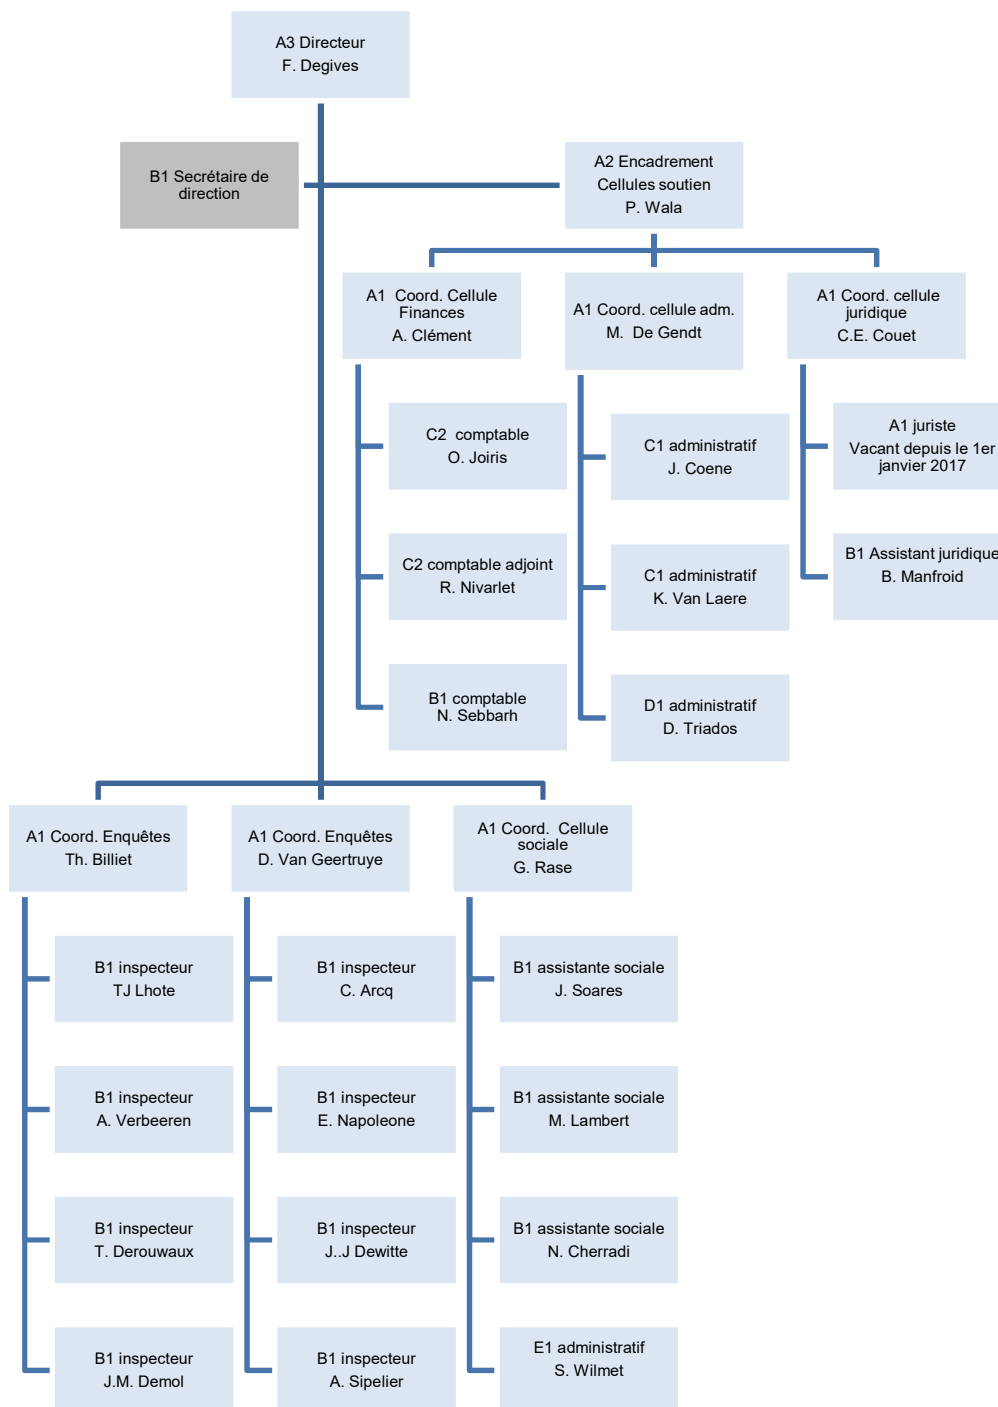 A3 Directeur
F. Degives
B1 Secrétaire de
direction
A2 Encadrement
Cellules soutien
P. Wala
A1 Coord. Cellule
Finances
A. Clément
A1 Coord. cellule adm.
M. De Gendt
A1 Coord. cellule
juridique
C.E. Couet
C2 comptable
O. Joiris
C2 comptable adjoint
R. Nivarlet
B1 comptable
N. Sebbarh
C1 administratif
J. Coene
C1 administratif
K. Van Laere
D1 administratif
D. Triados
A1 juriste
Vacant depuis le 1er
janvier 2017
B1 Assistant juridique
B. Manfroid
A1 Coord. Enquêtes
Th. Billiet
A1 Coord. Enquêtes
D. Van Geertruye
A1 Coord. Cellule
sociale
G. Rase
B1 inspecteur
TJ Lhote
B1 inspecteur
A. Verbeeren
B1 inspecteur
T. Derouwaux
B1 inspecteur
J.M. Demol
B1 inspecteur
C. Arcq
B1 inspecteur
E. Napoleone
B1 inspecteur
J..J Dewitte
B1 inspecteur
A. Sipelier
B1 assistante sociale
J. Soares
B1 assistante sociale
M. Lambert
B1 assistante sociale
N. Cherradi
E1 administratif
S. Wilmet